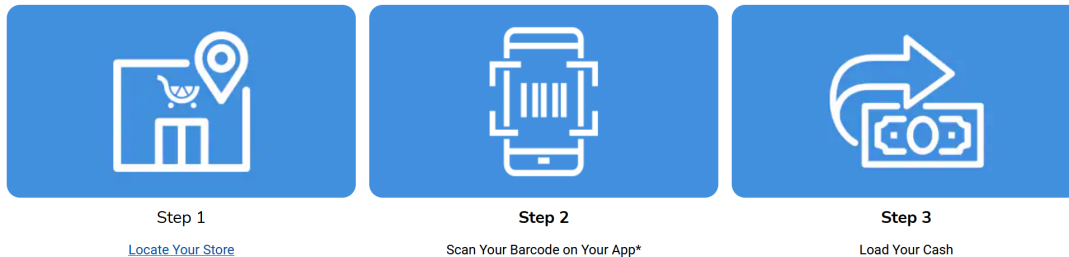 Step 1
Step 2
Step 3
Locate Your Store
Scan Your Barcode on Your App*
Load Your Cash